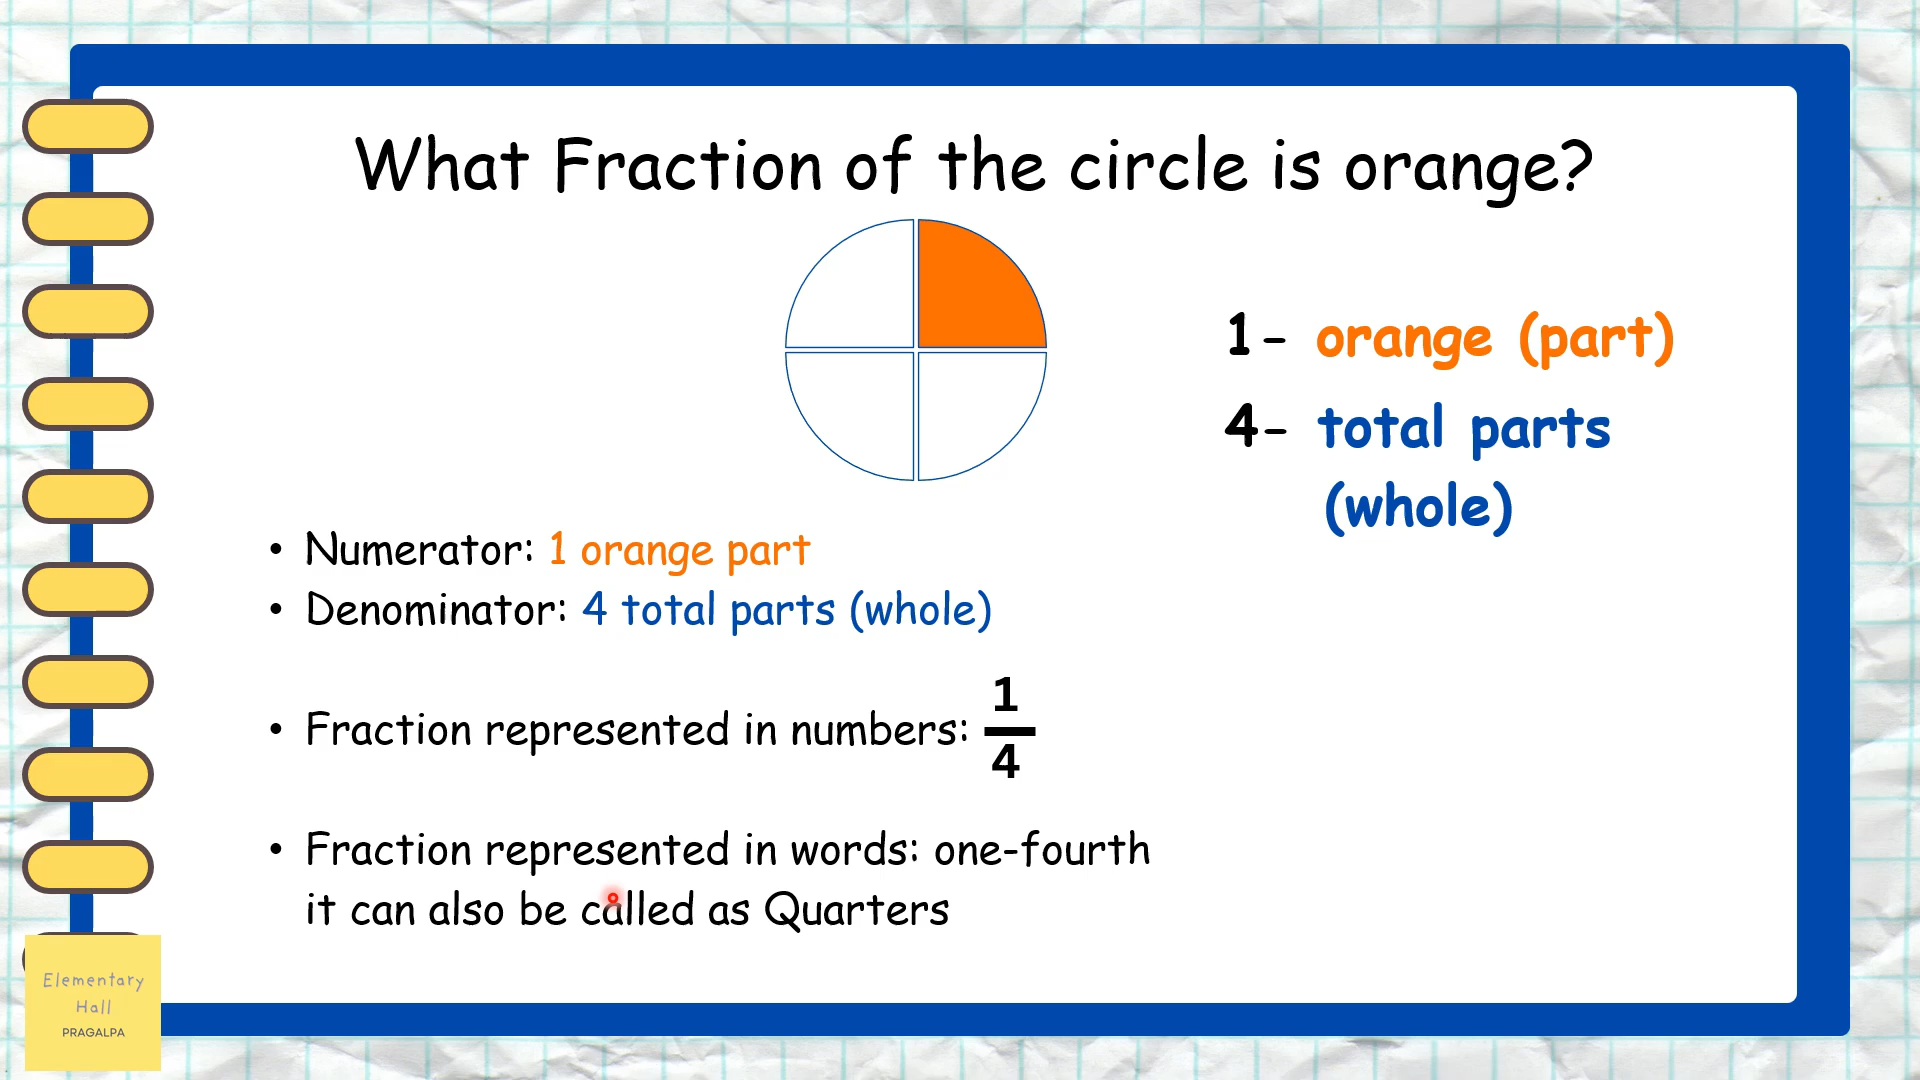 What Fraction of the circle is orange?
1- orange (part)
4- total parts
(whole)
• Numerator: 1 orange part
• Denominator: 4 total parts (whole)
• Fraction represented in numbers: 1/4
• Fraction represented in words: one-fourth
it can also be called as Quarters
Elementary
Hall
PRAGALPA